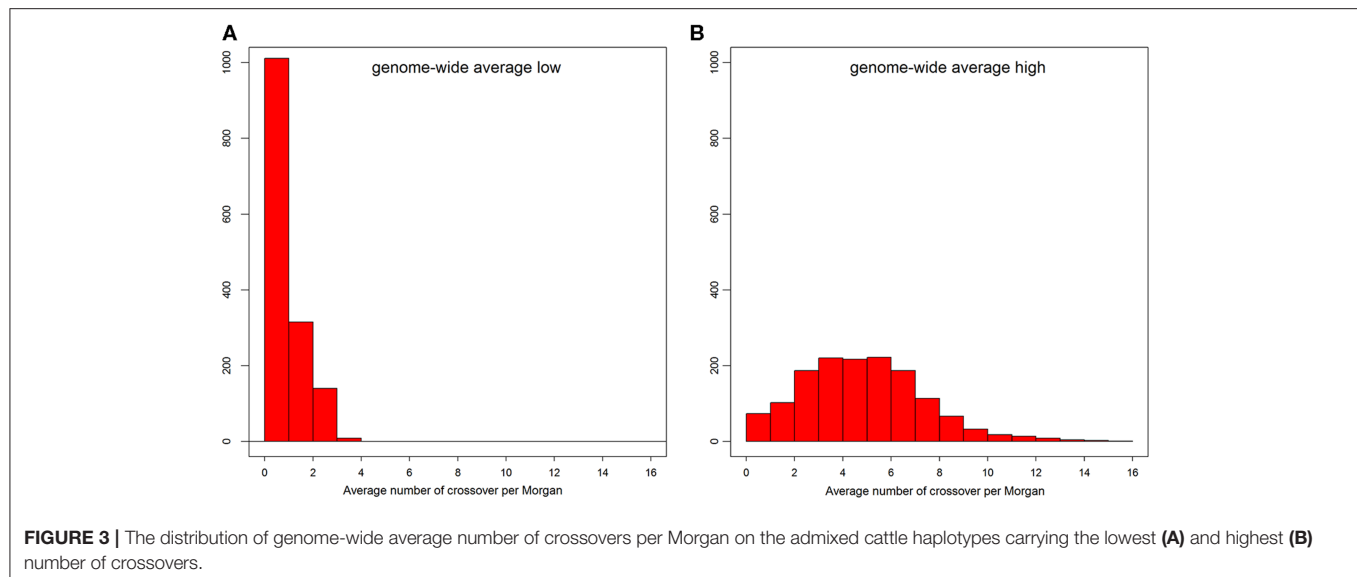 A
B
genome-wide average low
genome-wide average high
1000
800
600
400
200
0
0 2 4 6 8 10 12 14 16
Average number of crossover per Morgan
1000
800
600
400
200
0
0 2 4 6 8 10 12 14 16
Average number of crossover per Morgan
FIGURE 3 | The distribution of genome-wide average number of crossovers per Morgan on the admixed cattle haplotypes carrying the lowest (A) and highest (B)
number of crossovers.